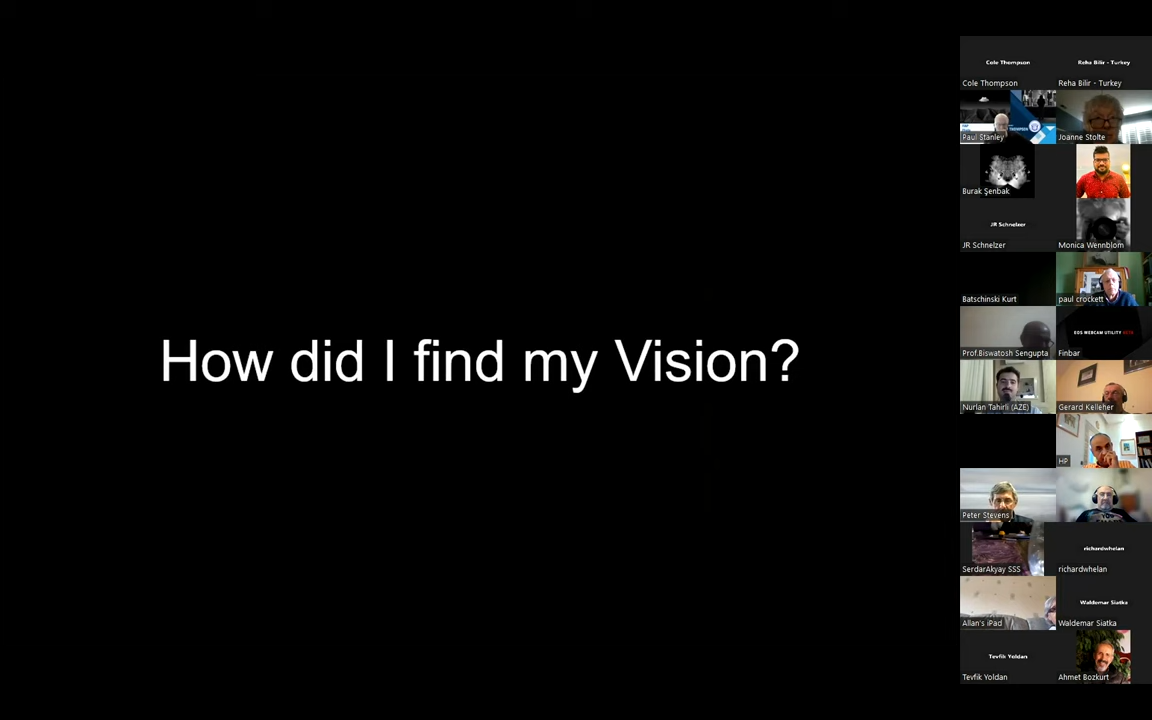 How did I find my Vision?
Cole Thompson
Reha Bilir - Turkey
Cole Thompson
Reha Bilir - Turkey
THOMPSON
Paul Stanley
Joanne Stolte
Burak Şenbak
JR Schnelzer
JR Schnelzer
Monica Wennblom
Batschinski Kurt
paul crockett
EOS WEBCAM UTILITY BETA
Prof.Biswatosh Sengupta
Finbar
Nurlan Tahirli (AZE)
Gerard Kelleher
HP
Peter Stevens
richardwhelan
SerdarAkyay SSS
richardwhelan
Waldemar Siatka
Allan's iPad
Waldemar Siatka
Tevfik Yoldan
Tevfik Yoldan
Ahmet Bozkurt